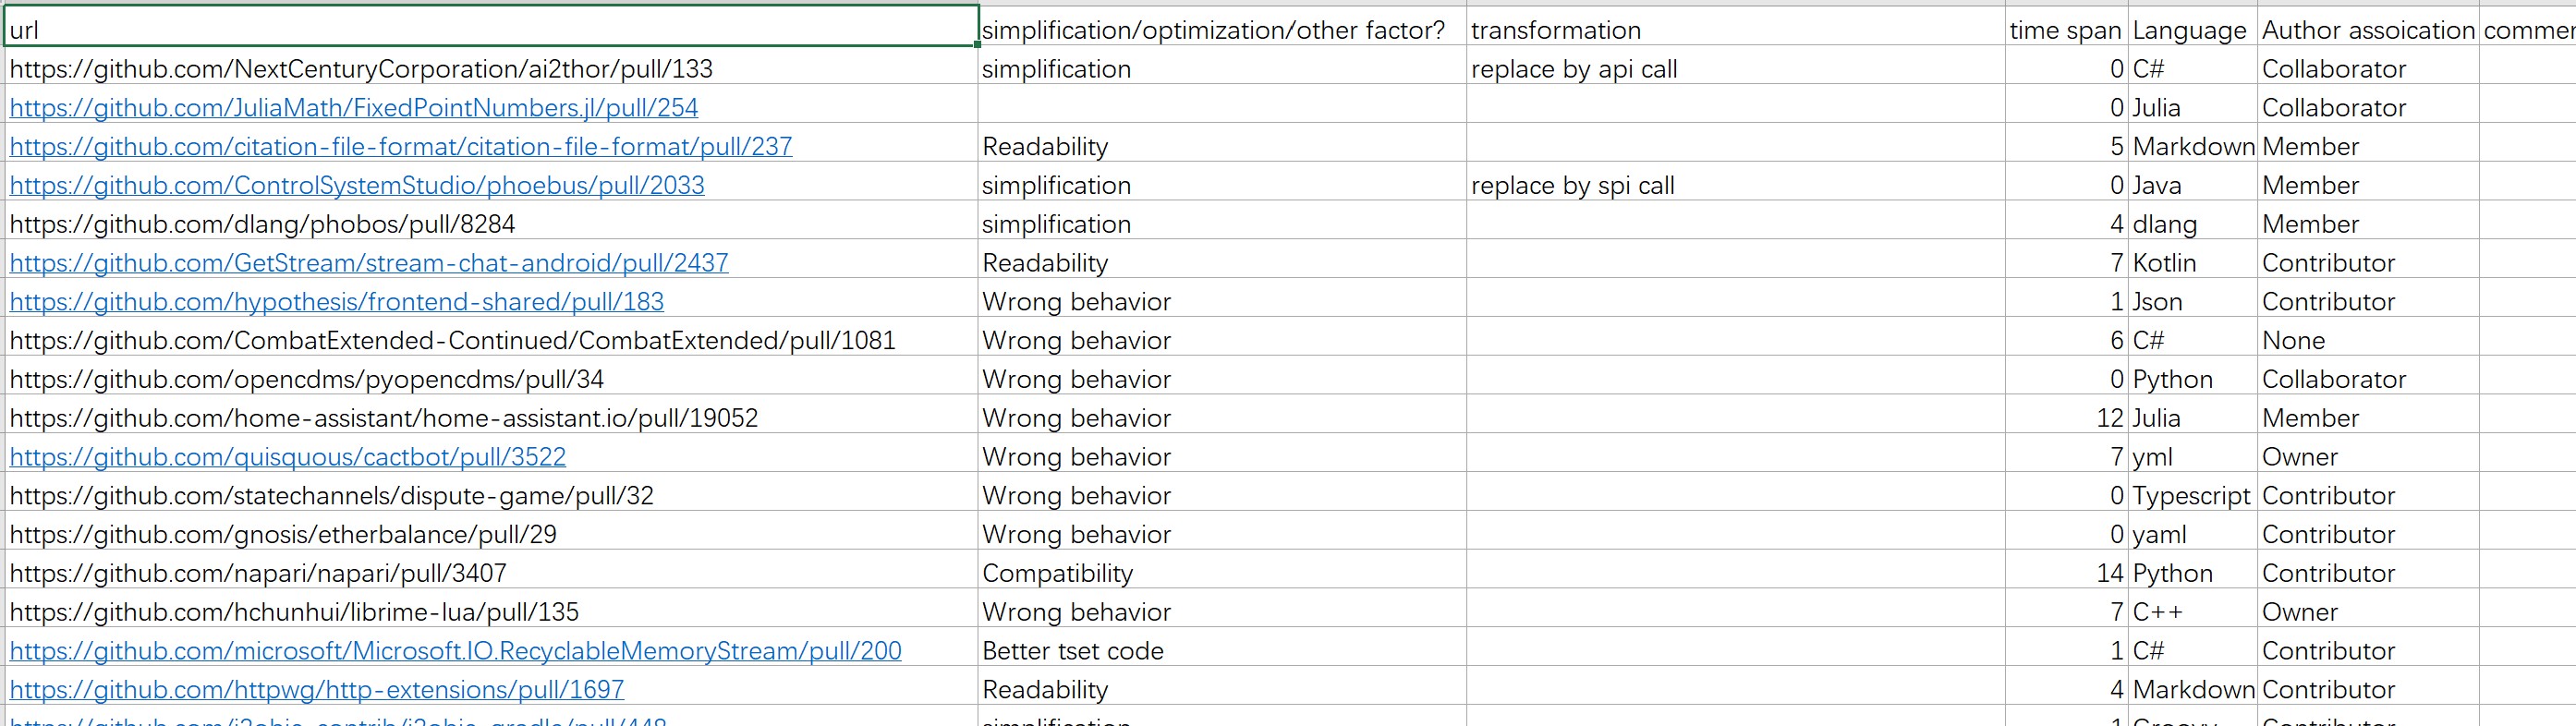 url simplification/optimization/other factor? transformation time span Language Author assoication commer
https://github.com/NextCenturyCorporation/ai2thor/pull/133 simplification replace by api call 0 C# Collaborator
https://github.com/JuliaMath/FixedPointNumbers.jl/pull/254 0 Julia Collaborator
https://github.com/citation-file-format/citation-file-format/pull/237 Readability 5 Markdown Member
https://github.com/ControlSystemStudio/phoebus/pull/2033 simplification replace by spi call 0 Java Member
https://github.com/dlang/phobos/pull/8284 simplification 4 dlang Member
https://github.com/GetStream/stream-chat-android/pull/2437 Readability 7 Kotlin Contributor
https://github.com/hypothesis/frontend-shared/pull/183 Wrong behavior 1 Json Contributor
https://github.com/CombatExtended-Continued/CombatExtended/pull/1081 Wrong behavior 6 C# None
https://github.com/opencdms/pyopencdms/pull/34 Wrong behavior 0 Python Collaborator
https://github.com/home-assistant/home-assistant.io/pull/19052 Wrong behavior 12 Julia Member
https://github.com/quisquous/cactbot/pull/3522 Wrong behavior 7 yml Owner
https://github.com/statechannels/dispute-game/pull/32 Wrong behavior 0 Typescript Contributor
https://github.com/gnosis/etherbalance/pull/29 Wrong behavior 0 yaml Contributor
https://github.com/napari/napari/pull/3407 Compatibility 14 Python Contributor
https://github.com/hchunhui/librime-lua/pull/135 Wrong behavior 7 C++ Owner
https://github.com/microsoft/Microsoft.IO.RecyclableMemoryStream/pull/200 Better tset code 1 C# Contributor
https://github.com/httpwg/http-extensions/pull/1697 Readability 4 Markdown Contributor
simplification 1 Groovy Contributor